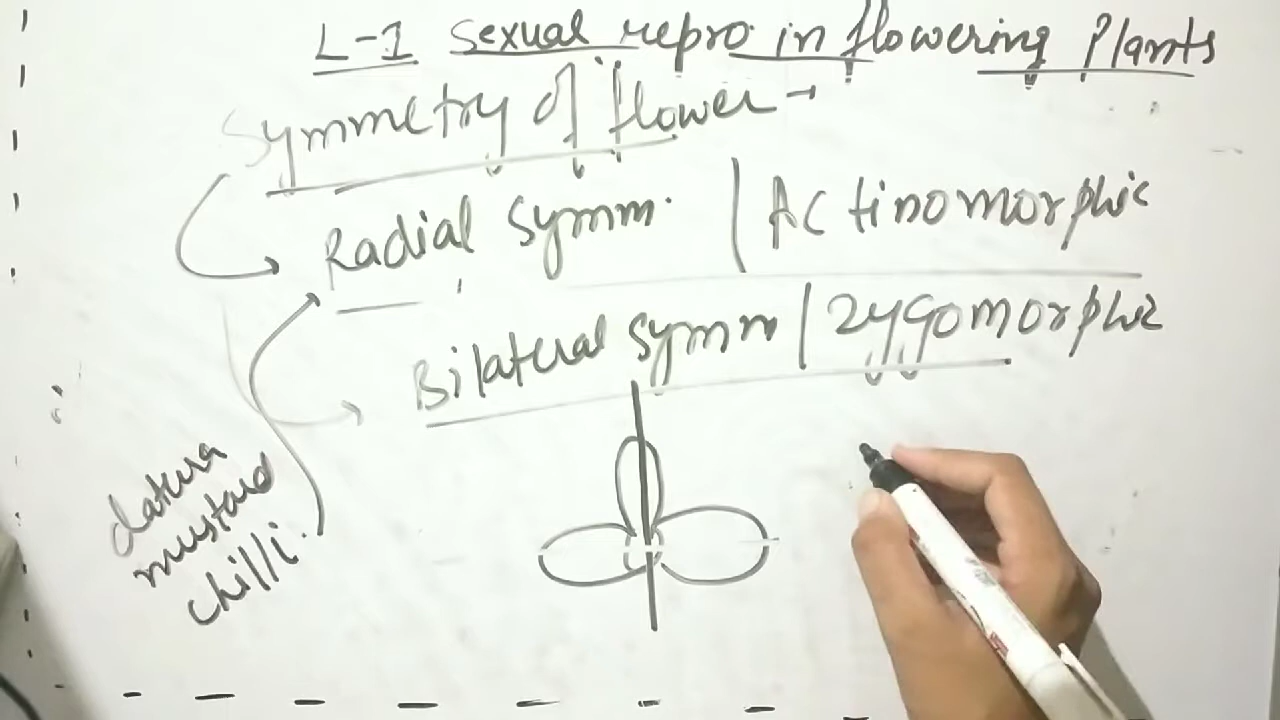 L-1 Sexual repro in flowering Plants
Symmetry of flower →
Radial Symm. | Actinomorphic
Bilateral Symm | Zygomorphic
datura
mustard
chilli.